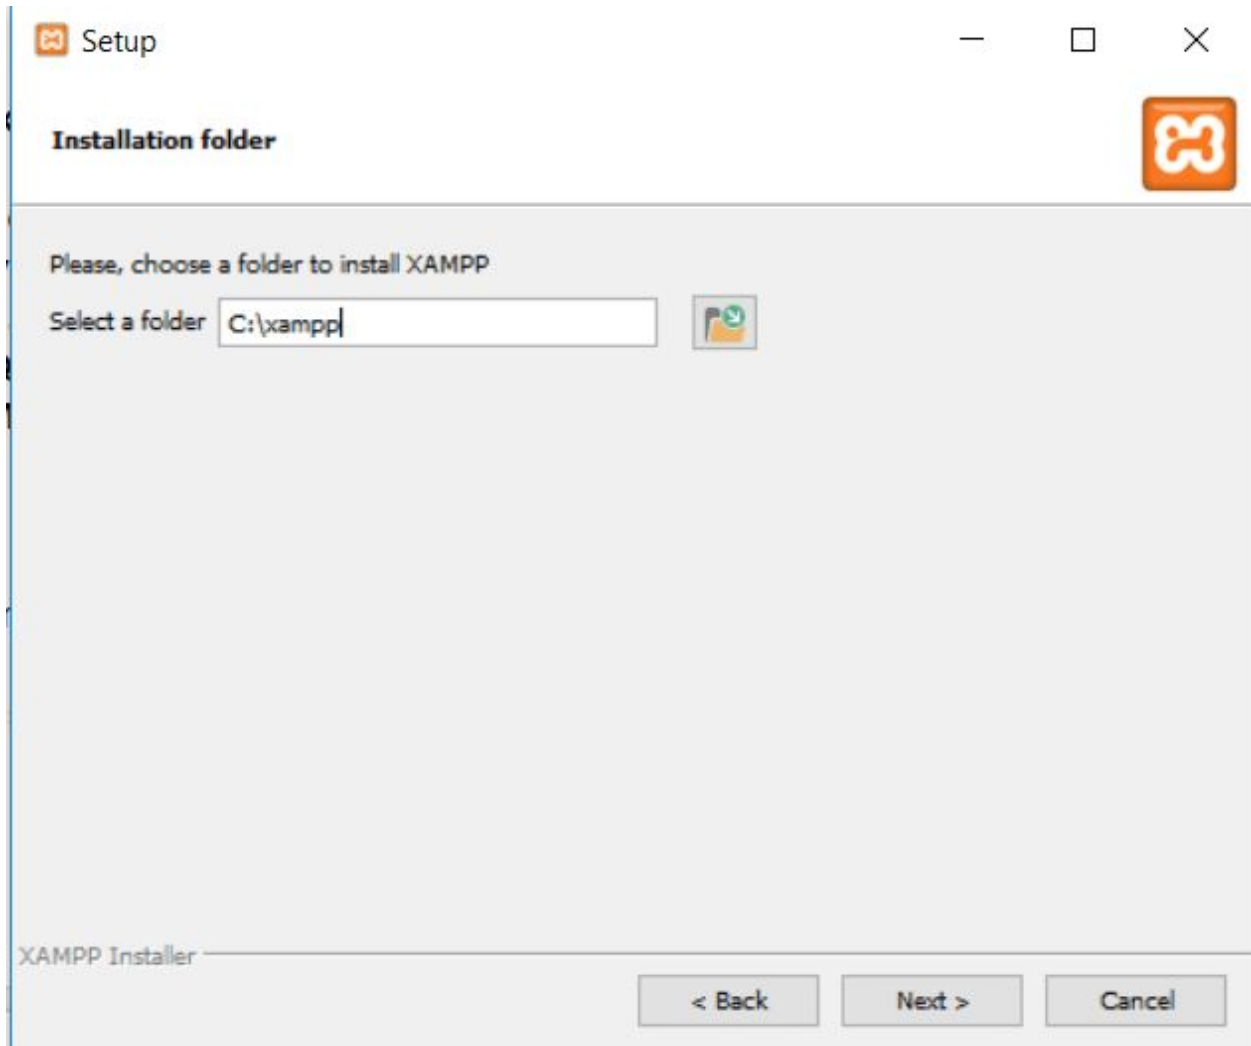 Setup
Installation folder
Please, choose a folder to install XAMPP
Select a folder C:\xampp
XAMPP Installer
< Back Next > Cancel